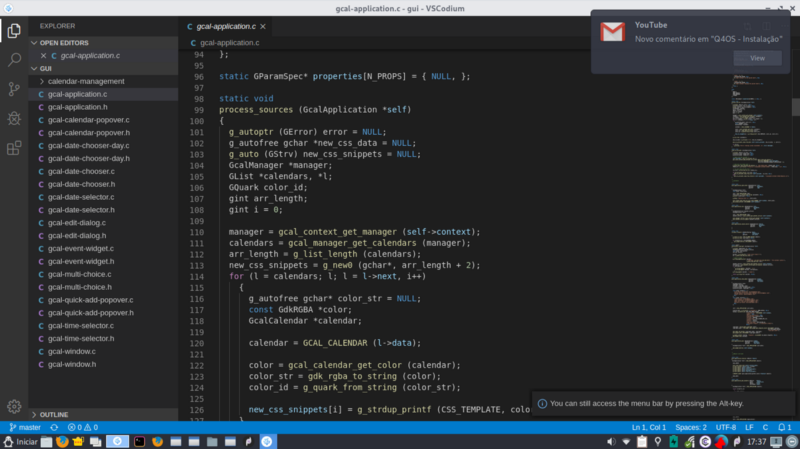 gcal-application.c - gui - VSCodium
EXPLORER
OPEN EDITORS
gcal-application.c
GUI
calendar-management
gcal-application.c
gcal-application.h
gcal-calendar-popover.c
gcal-calendar-popover.h
gcal-date-chooser-day.c
gcal-date-chooser-day.h
gcal-date-chooser.c
gcal-date-chooser.h
gcal-date-selector.c
gcal-date-selector.h
gcal-edit-dialog.c
gcal-edit-dialog.h
gcal-event-widget.c
gcal-event-widget.h
gcal-multi-choice.c
gcal-multi-choice.h
gcal-quick-add-popover.c
gcal-quick-add-popover.h
gcal-time-selector.c
gcal-time-selector.h
gcal-window.c
gcal-window.h
OUTLINE
C gcal-application.c
C gcal-application.c
94 };
95
96 static GParamSpec* properties[N_PROPS] = { NULL, };
97
98 static void
99 process_sources (GcalApplication *self)
100 {
101 g_autoptr (GError) error = NULL;
102 g_autofree gchar *new_css_data = NULL;
103 g_auto (GStrv) new_css_snippets = NULL;
104 GcalManager *manager;
105 GList *calendars, *l;
106 GQuark color_id;
107 gint arr_length;
108 gint i = 0;
109
110 manager = gcal_context_get_manager (self->context);
111 calendars = gcal_manager_get_calendars (manager);
112 arr_length = g_list_length (calendars);
113 new_css_snippets = g_new0 (gchar*, arr_length + 2);
114 for (l = calendars; l; l = l->next, i++)
115 {
116 g_autofree gchar* color_str = NULL;
117 const GdkRGBA *color;
118 GcalCalendar *calendar;
119
120 calendar = GCAL_CALENDAR (l->data);
121
122 color = gcal_calendar_get_color (calendar);
123 color_str = gdk_rgba_to_string (color);
124 color_id = g_quark_from_string (color_str);
125
126 new_css_snippets[i] = g_strdup_printf (CSS_TEMPLATE, colo
YouTube
Novo comentário em "Q4OS - Instalação"
View
You can still access the menu bar by pressing the Alt-key.
master
0 0
Ln 1, Col 1
Spaces: 2
UTF-8
LF
C
1
Iniciar
17:37